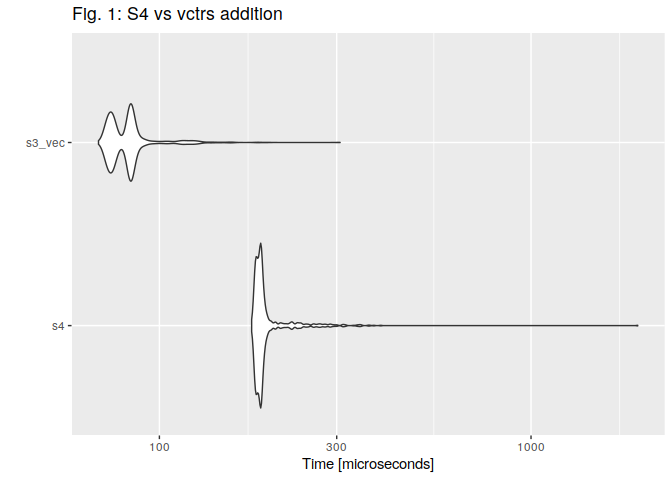 Fig. 1: S4 vs vctrs addition
s3_vec
s4
100
300
1000
Time [microseconds]